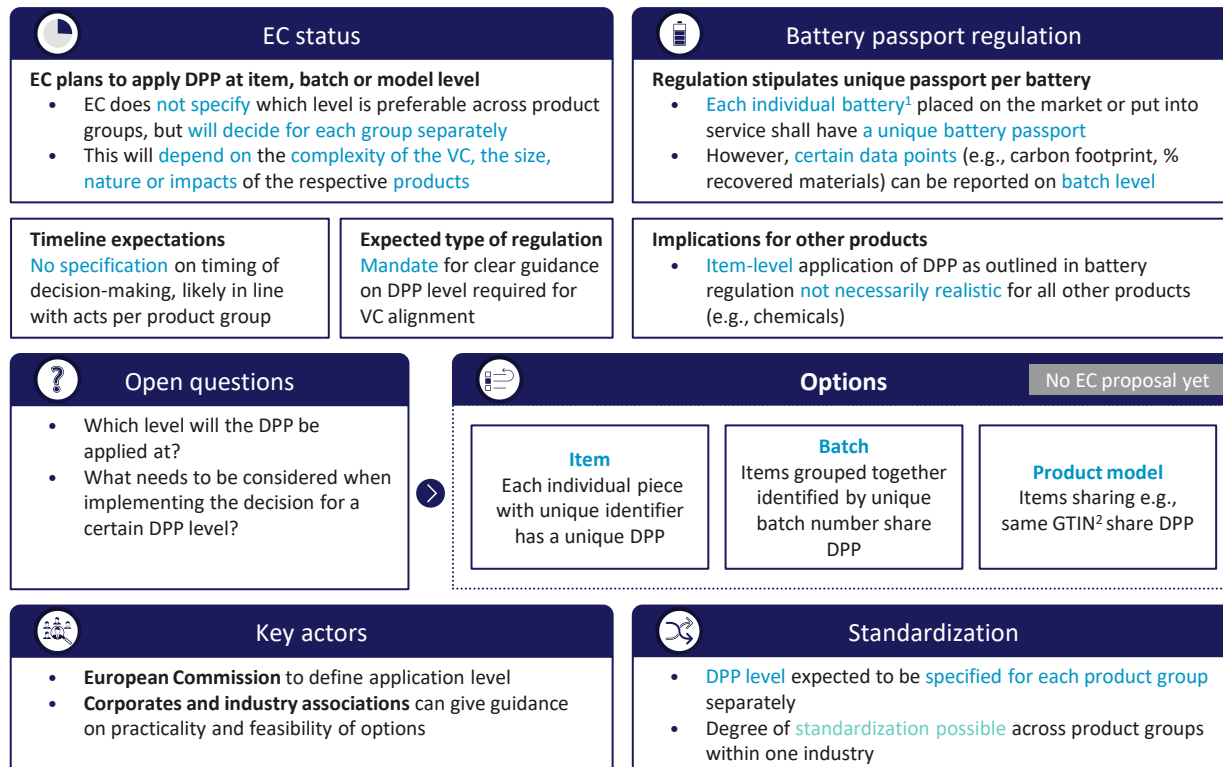 EC status
EC plans to apply DPP at item, batch or model level
• EC does not specify which level is preferable across product
groups, but will decide for each group separately
• This will depend on the complexity of the VC, the size,
nature or impacts of the respective products
Battery passport regulation
Regulation stipulates unique passport per battery
• Each individual battery¹ placed on the market or put into
service shall have a unique battery passport
• However, certain data points (e.g., carbon footprint, %
recovered materials) can be reported on batch level
Timeline expectations
No specification on timing of
decision-making, likely in line
with acts per product group
Expected type of regulation
Mandate for clear guidance
on DPP level required for
VC alignment
Implications for other products
• Item-level application of DPP as outlined in battery
regulation not necessarily realistic for all other products
(e.g., chemicals)
Open questions
• Which level will the DPP be
applied at?
• What needs to be considered when
implementing the decision for a
certain DPP level?
Options
No EC proposal yet
Item
Each individual piece
with unique identifier
has a unique DPP
Batch
Items grouped together
identified by unique
batch number share
DPP
Product model
Items sharing e.g.,
same GTIN² share DPP
Key actors
• European Commission to define application level
• Corporates and industry associations can give guidance
on practicality and feasibility of options
Standardization
• DPP level expected to be specified for each product group
separately
• Degree of standardization possible across product groups
within one industry